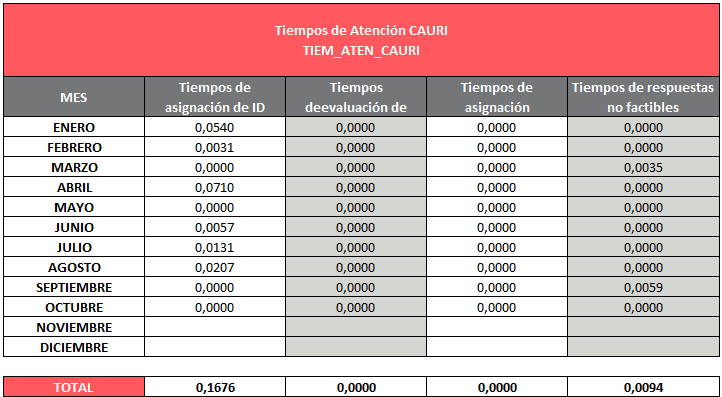 Tiempos de Atención CAURI
TIEM_ATEN_CAURI
MES Tiempos de asignación de ID Tiempos deevaluación de Tiempos de asignación Tiempos de respuestas no factibles
ENERO 0,0540 0,0000 0,0000 0,0000
FEBRERO 0,0031 0,0000 0,0000 0,0000
MARZO 0,0000 0,0000 0,0000 0,0035
ABRIL 0,0710 0,0000 0,0000 0,0000
MAYO 0,0000 0,0000 0,0000 0,0000
JUNIO 0,0057 0,0000 0,0000 0,0000
JULIO 0,0131 0,0000 0,0000 0,0000
AGOSTO 0,0207 0,0000 0,0000 0,0000
SEPTIEMBRE 0,0000 0,0000 0,0000 0,0059
OCTUBRE 0,0000 0,0000 0,0000 0,0000
NOVIEMBRE
DICIEMBRE
TOTAL 0,1676 0,0000 0,0000 0,0094